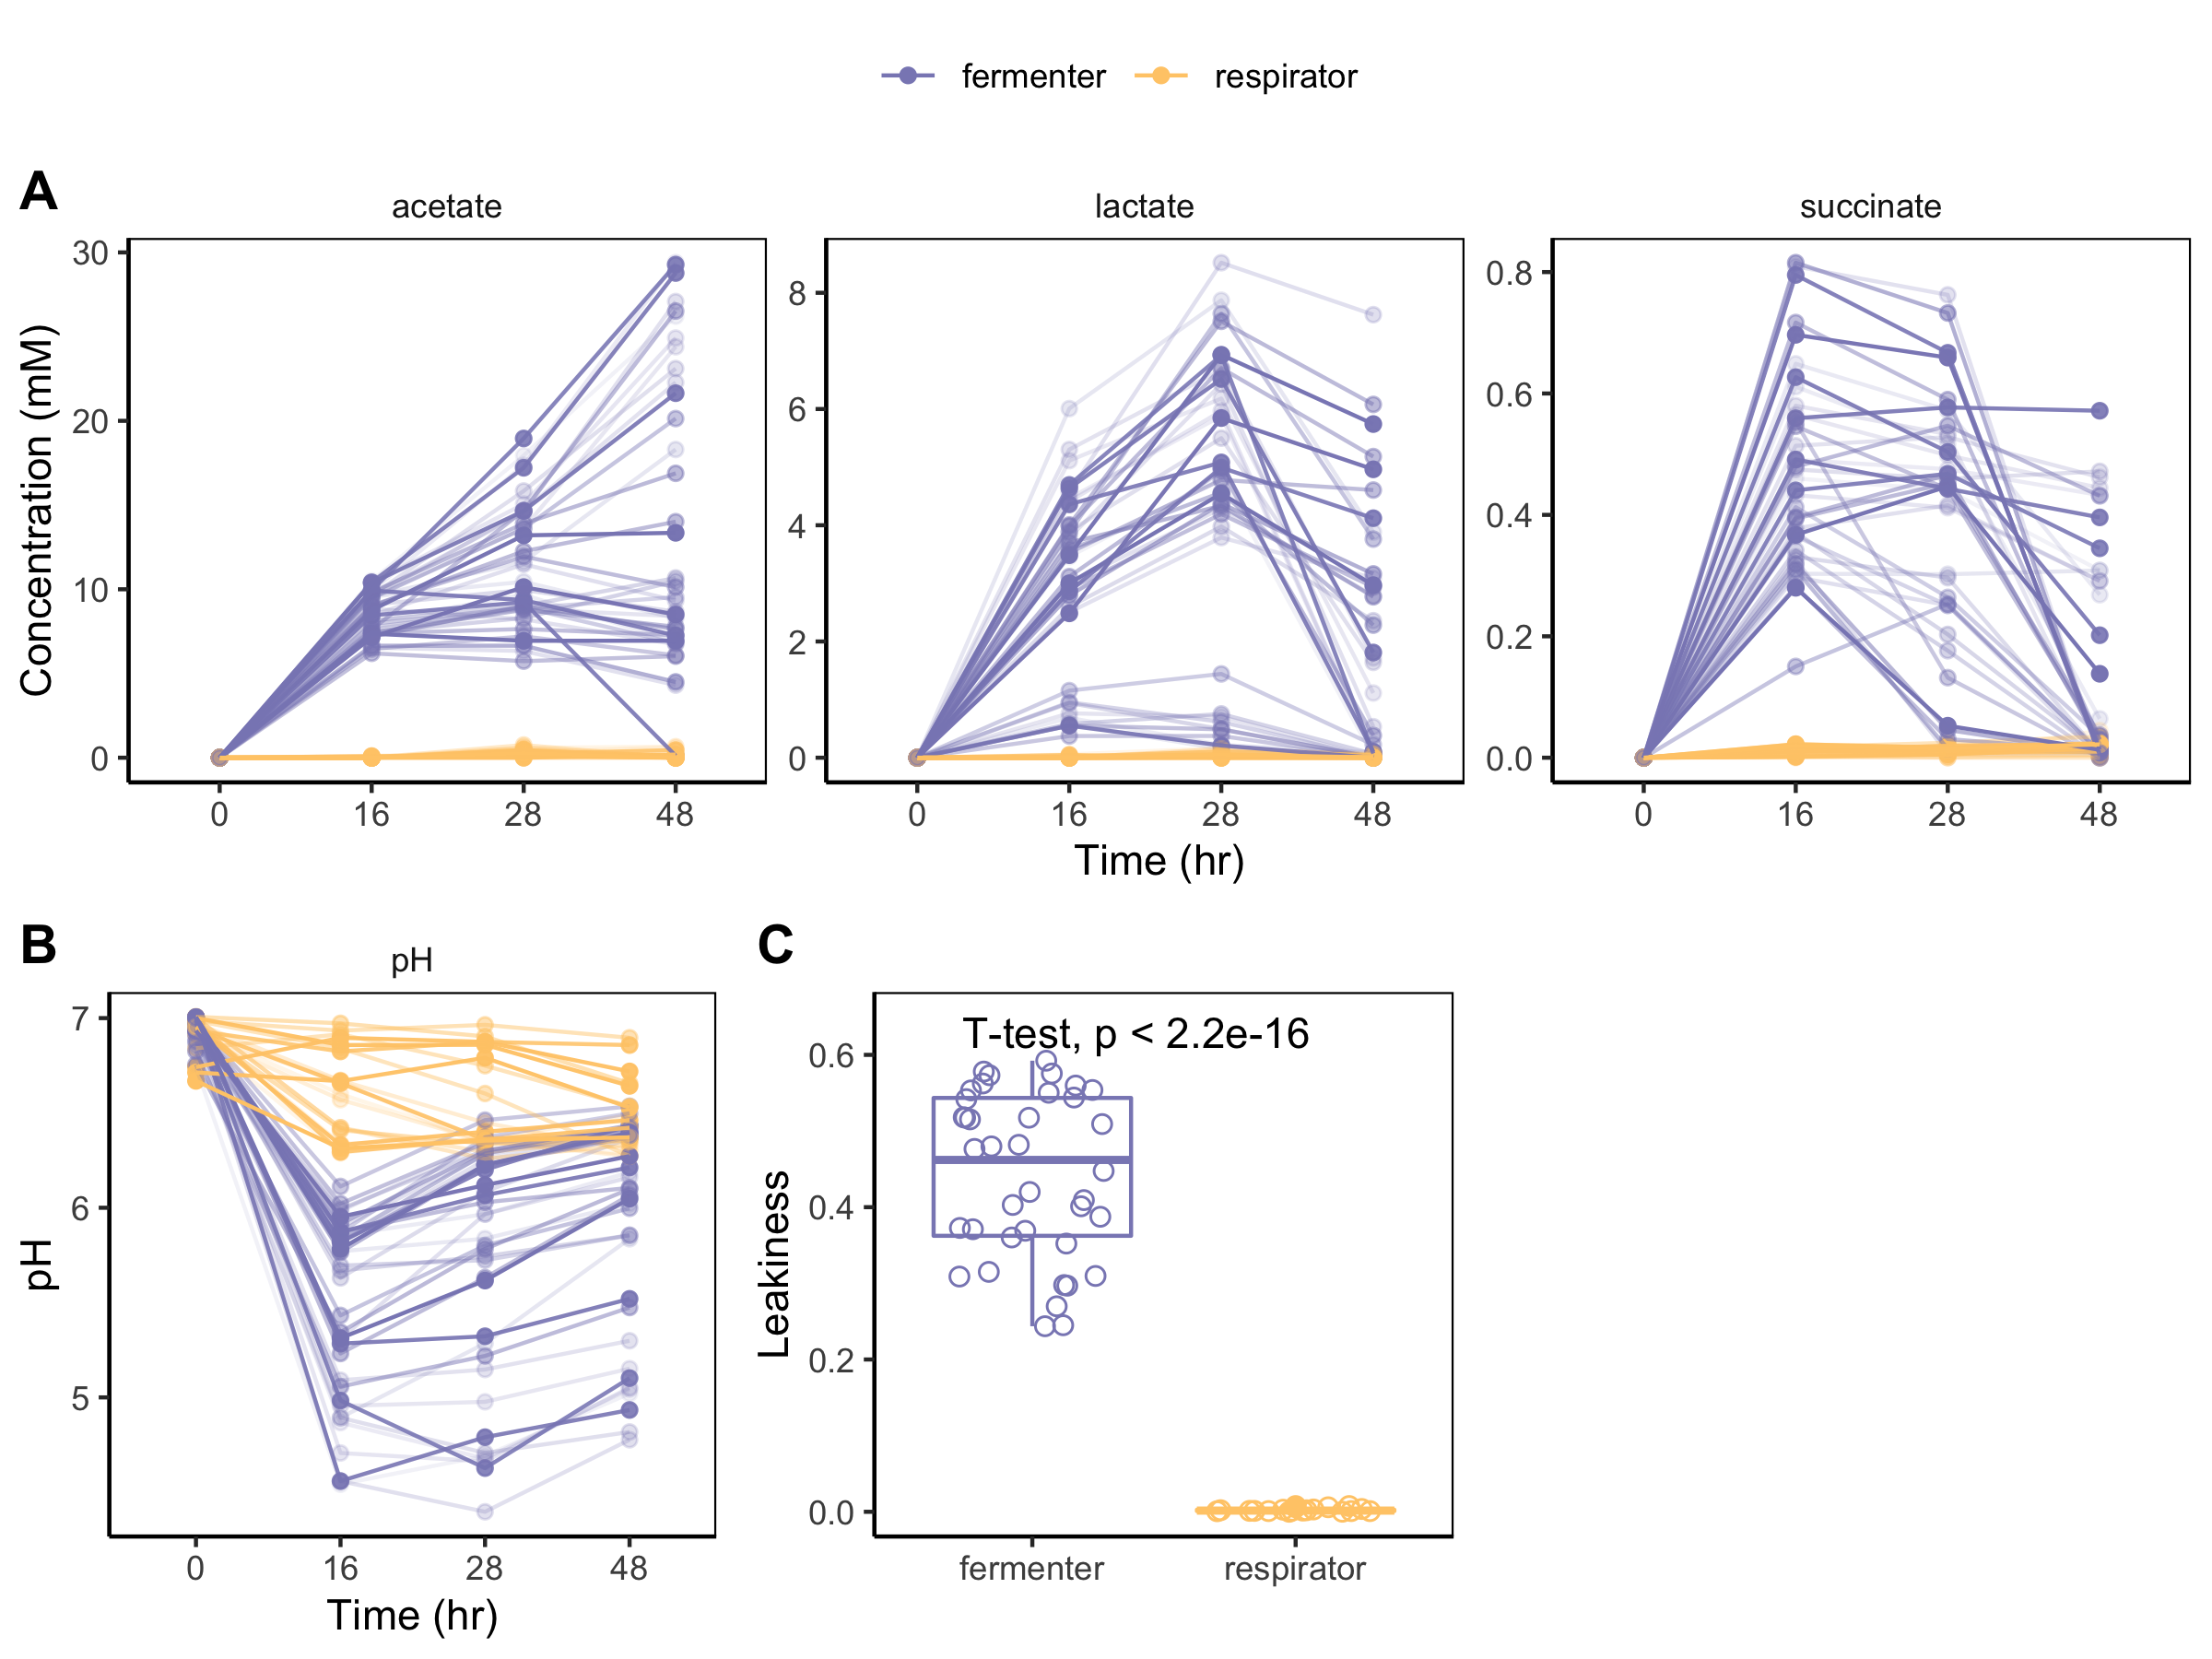 fermenter respirator
A
acetate lactate succinate
Concentration (mM)
30
20
10
0
8
6
4
2
0
0.8
0.6
0.4
0.2
0.0
0 16 28 48
0 16 28 48
0 16 28 48
Time (hr)
B
pH
pH
7
6
5
0 16 28 48
Time (hr)
C
T-test, p < 2.2e-16
Leakiness
0.6
0.4
0.2
0.0
fermenter respirator